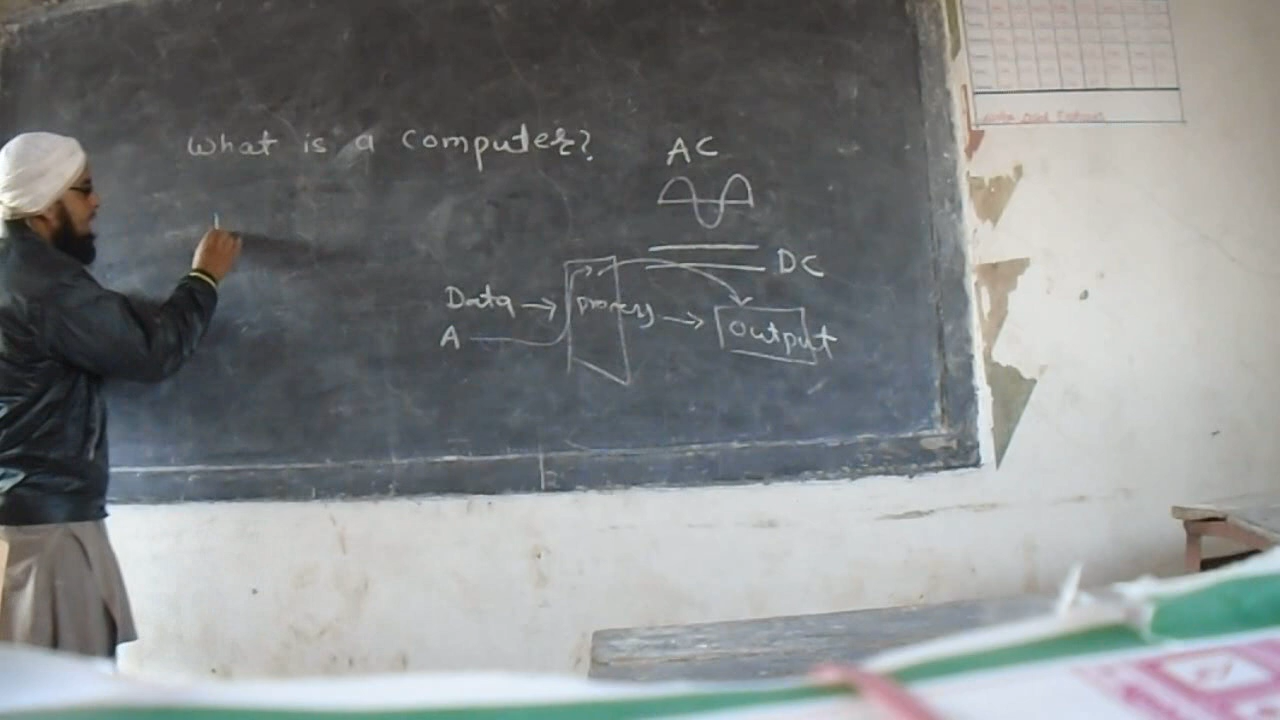 What is a computer?
AC
DC
Data → process → Output
A